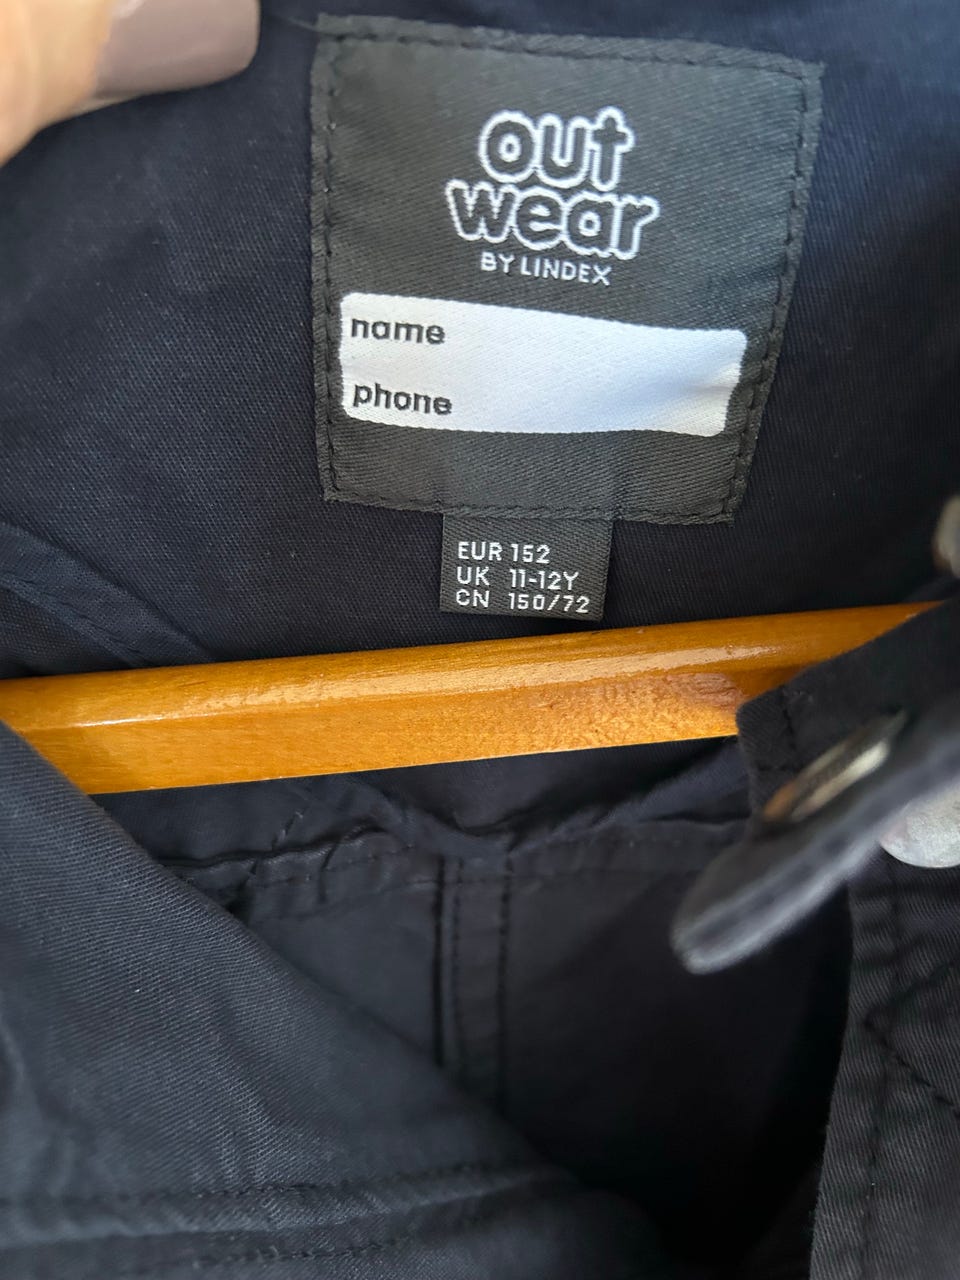 out
wear
BY LINDEX
name
phone
EUR 152
UK 11-12Y
CN 150/72